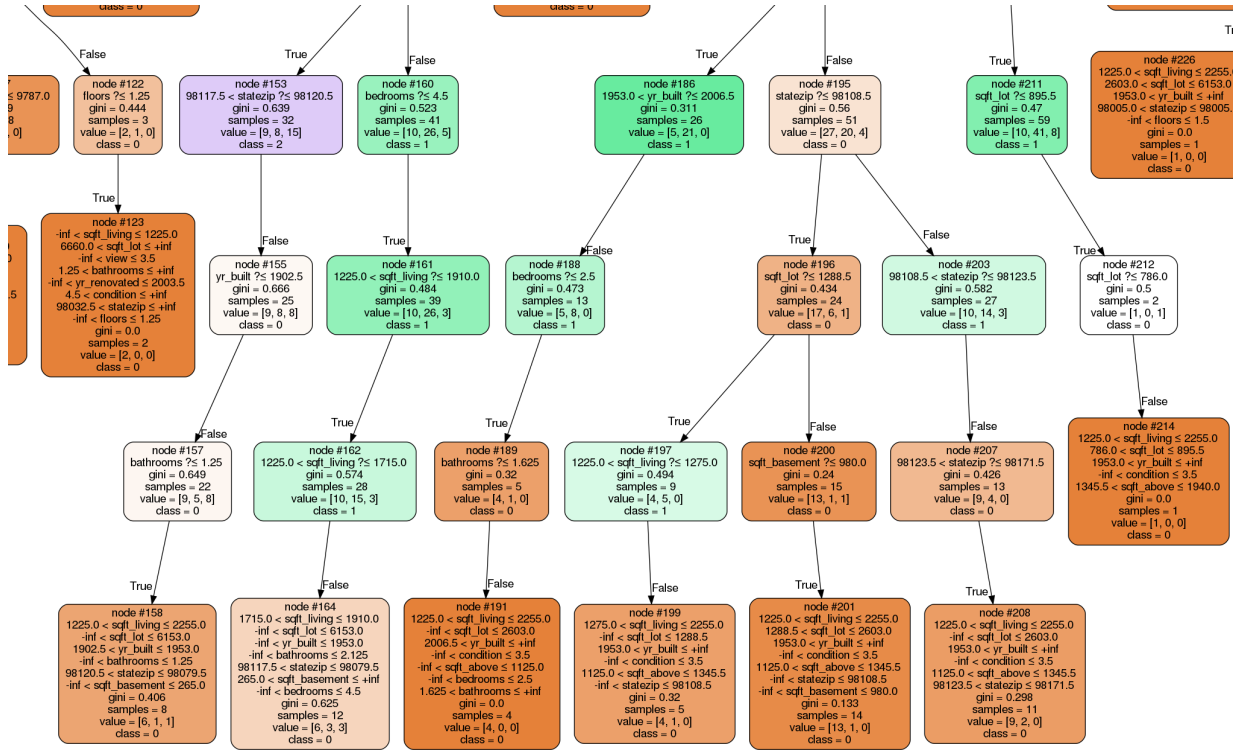 class = 0
class = 0
False
True
False
True
False
True
7
≤ 9787.0
9
8
, 0]
node #122
floors ?≤ 1.25
gini = 0.444
samples = 3
value = [2, 1, 0]
class = 0
node #153
98117.5 < statezip ?≤ 98120.5
gini = 0.639
samples = 32
value = [9, 8, 15]
class = 2
node #160
bedrooms ?≤ 4.5
gini = 0.523
samples = 41
value = [10, 26, 5]
class = 1
node #186
1953.0 < yr_built ?≤ 2006.5
gini = 0.311
samples = 26
value = [5, 21, 0]
class = 1
node #195
statezip ?≤ 98108.5
gini = 0.56
samples = 51
value = [27, 20, 4]
class = 0
node #211
sqft_lot ?≤ 895.5
gini = 0.47
samples = 59
value = [10, 41, 8]
class = 1
node #226
1225.0 < sqft_living ≤ 2255.0
2603.0 < sqft_lot ≤ 6153.0
1953.0 < yr_built ≤ +inf
98005.0 < statezip ≤ 98005.
-inf < floors ≤ 1.5
gini = 0.0
samples = 1
value = [1, 0, 0]
class = 0
True
False
True
False
True
False
True
node #123
-inf < sqft_living ≤ 1225.0
6660.0 < sqft_lot ≤ +inf
-inf < view ≤ 3.5
1.25 < bathrooms ≤ +inf
-inf < yr_renovated ≤ 2003.5
4.5 < condition ≤ +inf
98032.5 < statezip ≤ +inf
-inf < floors ≤ 1.25
gini = 0.0
samples = 2
value = [2, 0, 0]
class = 0
node #155
yr_built ?≤ 1902.5
gini = 0.666
samples = 25
value = [9, 8, 8]
class = 0
node #161
1225.0 < sqft_living ?≤ 1910.0
gini = 0.484
samples = 39
value = [10, 26, 3]
class = 1
node #188
bedrooms ?≤ 2.5
gini = 0.473
samples = 13
value = [5, 8, 0]
class = 1
node #196
sqft_lot ?≤ 1288.5
gini = 0.434
samples = 24
value = [17, 6, 1]
class = 0
node #203
98108.5 < statezip ?≤ 98123.5
gini = 0.582
samples = 27
value = [10, 14, 3]
class = 1
node #212
sqft_lot ?≤ 786.0
gini = 0.5
samples = 2
value = [1, 0, 1]
class = 0
False
True
True
True
False
False
False
node #157
bathrooms ?≤ 1.25
gini = 0.649
samples = 22
value = [9, 5, 8]
class = 0
node #162
1225.0 < sqft_living ?≤ 1715.0
gini = 0.574
samples = 28
value = [10, 15, 3]
class = 1
node #189
bathrooms ?≤ 1.625
gini = 0.32
samples = 5
value = [4, 1, 0]
class = 0
node #197
1225.0 < sqft_living ?≤ 1275.0
gini = 0.494
samples = 9
value = [4, 5, 0]
class = 1
node #200
sqft_basement ?≤ 980.0
gini = 0.24
samples = 15
value = [13, 1, 1]
class = 0
node #207
98123.5 < statezip ?≤ 98171.5
gini = 0.426
samples = 13
value = [9, 4, 0]
class = 0
node #214
1225.0 < sqft_living ≤ 2255.0
786.0 < sqft_lot ≤ 895.5
1953.0 < yr_built ≤ +inf
-inf < condition ≤ 3.5
1345.5 < sqft_above ≤ 1940.0
gini = 0.0
samples = 1
value = [1, 0, 0]
class = 0
True
False
False
False
True
True
node #158
1225.0 < sqft_living ≤ 2255.0
-inf < sqft_lot ≤ 6153.0
1902.5 < yr_built ≤ 1953.0
-inf < bathrooms ≤ 1.25
98120.5 < statezip ≤ 98079.5
-inf < sqft_basement ≤ 265.0
gini = 0.406
samples = 8
value = [6, 1, 1]
class = 0
node #164
1715.0 < sqft_living ≤ 1910.0
-inf < sqft_lot ≤ 6153.0
-inf < yr_built ≤ 1953.0
-inf < bathrooms ≤ 2.125
98117.5 < statezip ≤ 98079.5
265.0 < sqft_basement ≤ +inf
-inf < bedrooms ≤ 4.5
gini = 0.625
samples = 12
value = [6, 3, 3]
class = 0
node #191
1225.0 < sqft_living ≤ 2255.0
-inf < sqft_lot ≤ 2603.0
2006.5 < yr_built ≤ +inf
-inf < condition ≤ 3.5
-inf < sqft_above ≤ 1125.0
-inf < bedrooms ≤ 2.5
1.625 < bathrooms ≤ +inf
gini = 0.0
samples = 4
value = [4, 0, 0]
class = 0
node #199
1275.0 < sqft_living ≤ 2255.0
-inf < sqft_lot ≤ 1288.5
1953.0 < yr_built ≤ +inf
-inf < condition ≤ 3.5
1125.0 < sqft_above ≤ 1345.5
-inf < statezip ≤ 98108.5
gini = 0.32
samples = 5
value = [4, 1, 0]
class = 0
node #201
1225.0 < sqft_living ≤ 2255.0
1288.5 < sqft_lot ≤ 2603.0
1953.0 < yr_built ≤ +inf
-inf < condition ≤ 3.5
1125.0 < sqft_above ≤ 1345.5
-inf < statezip ≤ 98108.5
-inf < sqft_basement ≤ 980.0
gini = 0.133
samples = 14
value = [13, 1, 0]
class = 0
node #208
1225.0 < sqft_living ≤ 2255.0
-inf < sqft_lot ≤ 2603.0
1953.0 < yr_built ≤ +inf
-inf < condition ≤ 3.5
1125.0 < sqft_above ≤ 1345.5
98123.5 < statezip ≤ 98171.5
gini = 0.298
samples = 11
value = [9, 2, 0]
class = 0